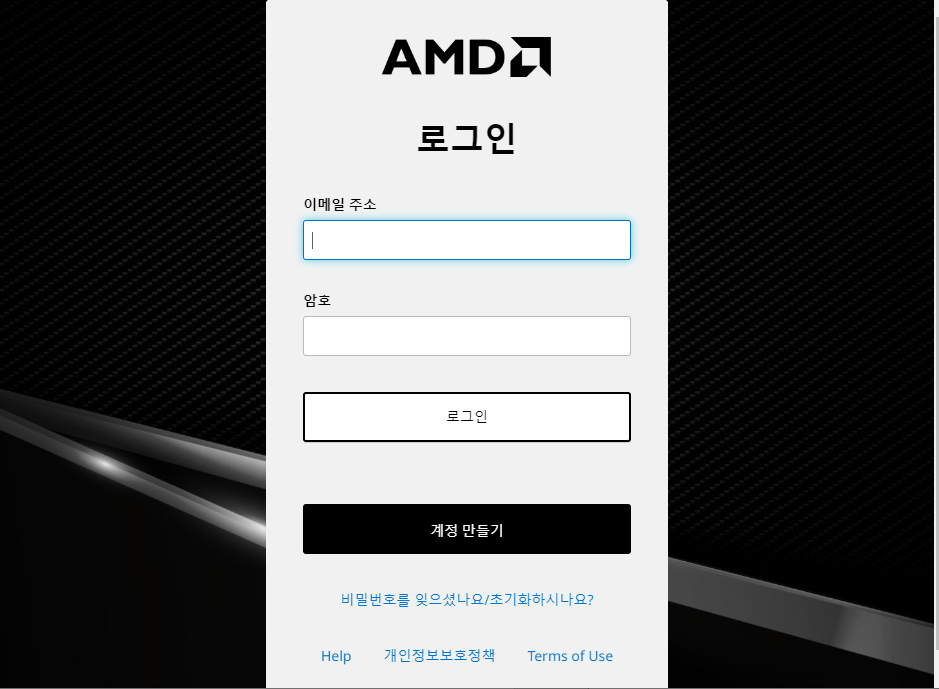 AMD
로그인
이메일 주소
암호
로그인
계정 만들기
비밀번호를 잊으셨나요/초기화하시나요?
Help 개인정보보호정책 Terms of Use